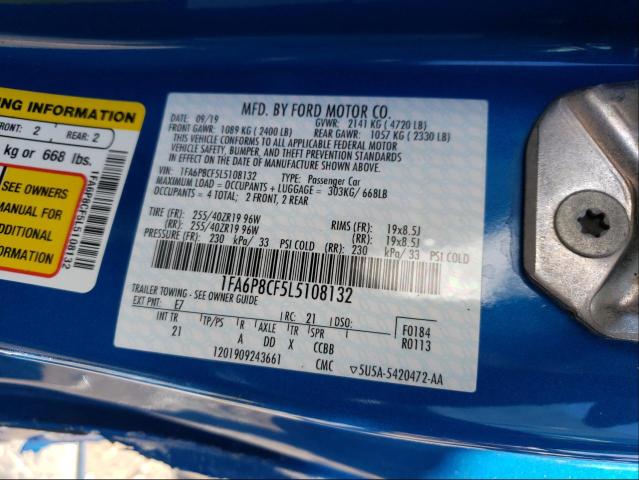 NG INFORMATION
FRONT: 2 REAR: 2
kg or 668 lbs.
SEE OWNERS
MANUAL FOR
ADDITIONAL
INFORMATION
1FA6P8CF5L5108132
MFD. BY FORD MOTOR CO.
DATE: 09/19 GVWR: 2141 KG ( 4720 LB)
FRONT GAWR: 1089 KG ( 2400 LB) REAR GAWR: 1057 KG ( 2330 LB)
THIS VEHICLE CONFORMS TO ALL APPLICABLE FEDERAL MOTOR
VEHICLE SAFETY, BUMPER, AND THEFT PREVENTION STANDARDS
IN EFFECT ON THE DATE OF MANUFACTURE SHOWN ABOVE.
VIN: 1FA6P8CF5L5108132 TYPE: Passenger Car
MAXIMUM LOAD = OCCUPANTS + LUGGAGE = 303KG/ 668LB
OCCUPANTS = 4 TOTAL; 2 FRONT, 2 REAR
TIRE (FR): 255/40ZR19 96W RIMS (FR): 19x8.5J
(RR): 255/40ZR19 96W (RR): 19x8.5J
PRESSURE (FR): 230 kPa/ 33 PSI COLD (RR): 230 kPa/ 33 PSI COLD
1FA6P8CF5L5108132
TRAILER TOWING - SEE OWNER GUIDE
EXT PNT: E7 RC: 21 DSO: F0184
INT TR TP/PS R AXLE TR SPR R0113
21 A DD X CCBB
1201909243661 CMC ▽5U5A-5420472-AA